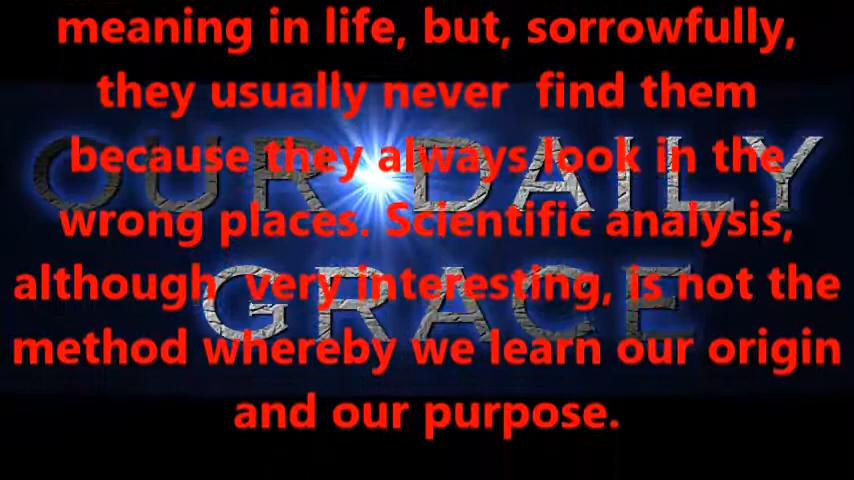 meaning in life, but, sorrowfully,
they usually never find them
because they always look in the
wrong places. Scientific analysis,
although very interesting, is not the
method whereby we learn our origin
and our purpose.
OUR DAILY
GRACE